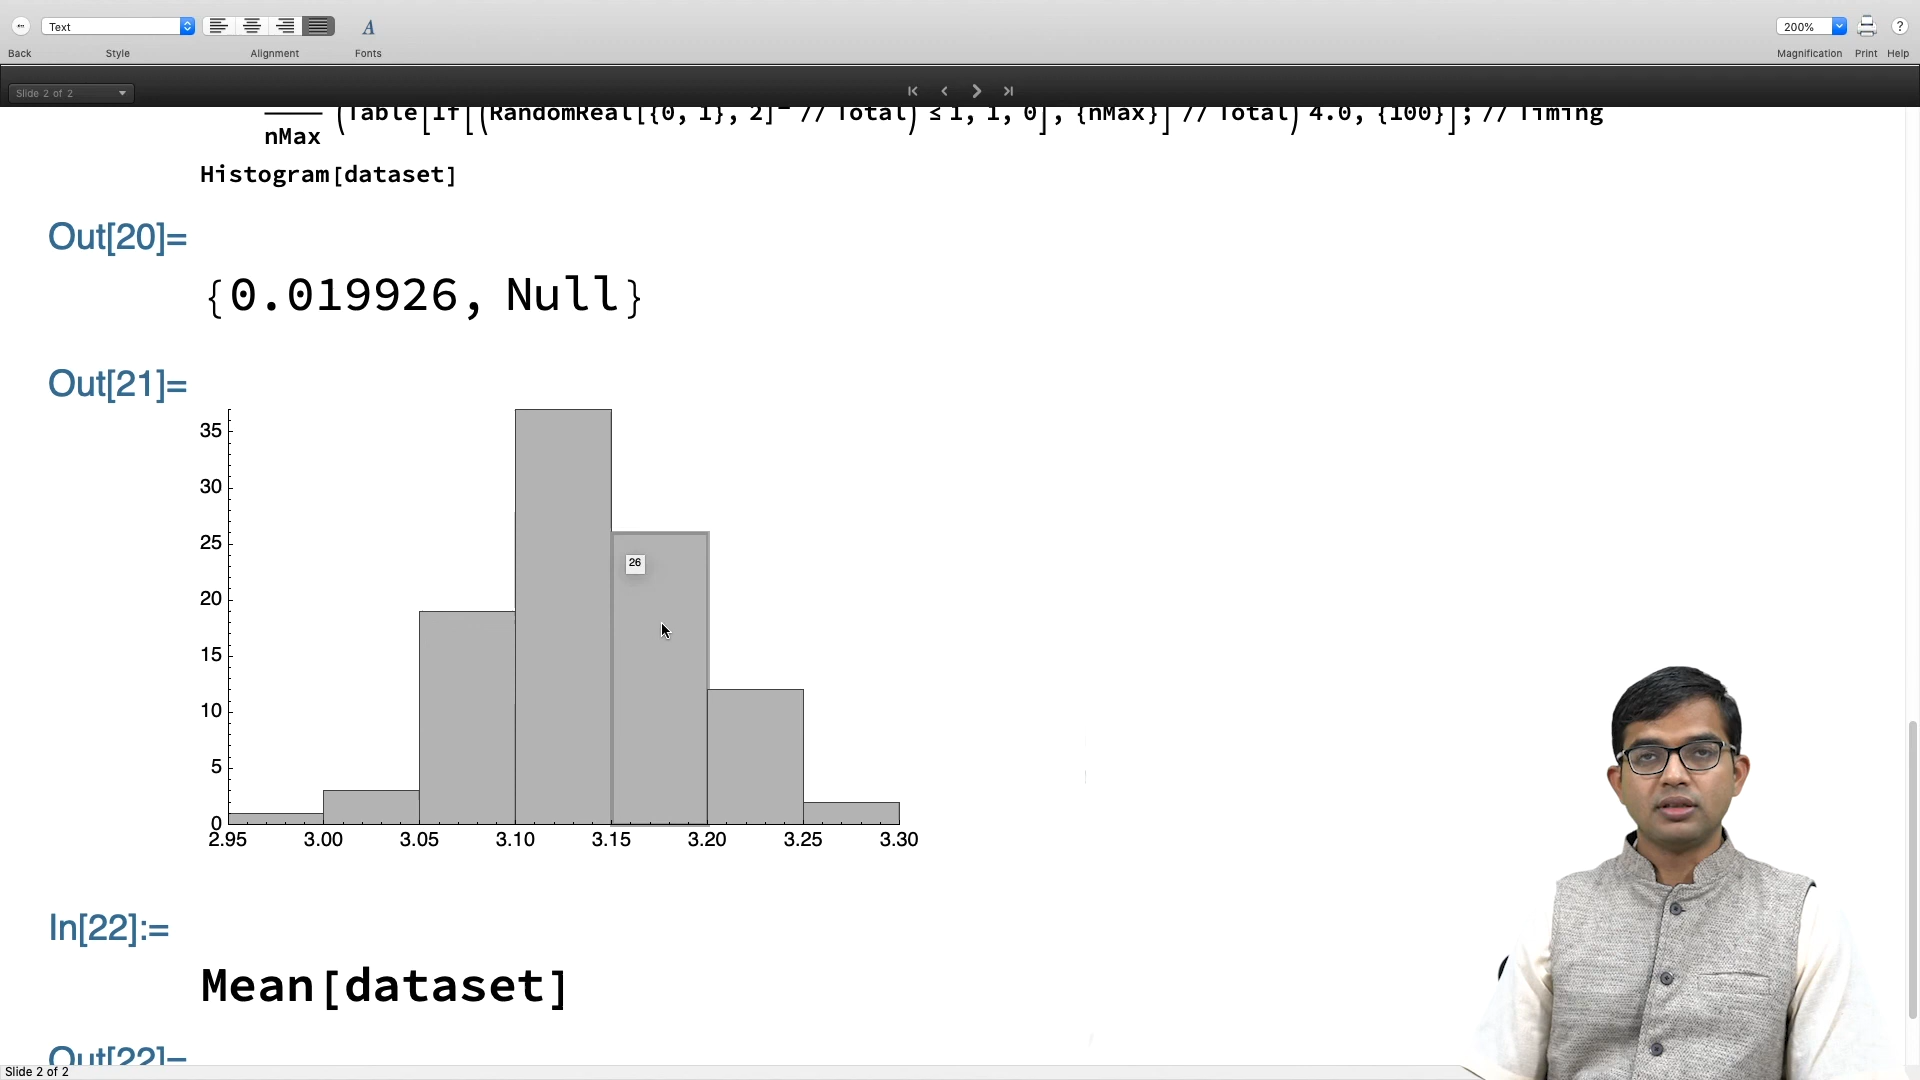 Text
200%
Back
Style
Alignment
Fonts
Magnification
Print
Help
Slide 2 of 2
(Table[If[(RandomReal[{0, 1}, 2]
// Total) ≤ 1, 1, 0], {nMax}] // Total) 4.0, {100}]; // Timing
nMax
Histogram[dataset]
Out[20]=
{0.019926, Null}
Out[21]=
35
30
25
26
20
15
10
5
0
2.95 3.00 3.05 3.10 3.15 3.20 3.25 3.30
In[22]:=
Mean[dataset]
Out[22]=
Slide 2 of 2